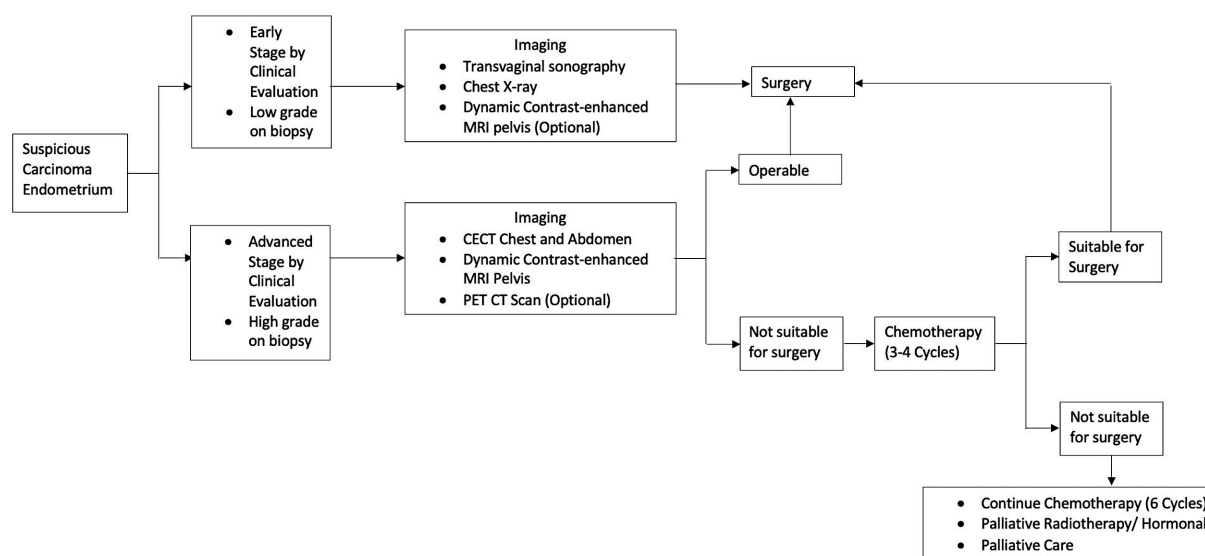 Suspicious
Carcinoma
Endometrium
● Early
Stage by
Clinical
Evaluation
● Low grade
on biopsy
Imaging
● Transvaginal sonography
● Chest X-ray
● Dynamic Contrast-enhanced
MRI pelvis (Optional)
Surgery
Operable
● Advanced
Stage by
Clinical
Evaluation
● High grade
on biopsy
Imaging
● CECT Chest and Abdomen
● Dynamic Contrast-enhanced
MRI Pelvis
● PET CT Scan (Optional)
Not suitable
for surgery
Chemotherapy
(3-4 Cycles)
Suitable for
Surgery
Not suitable
for surgery
● Continue Chemotherapy (6 Cycles)
● Palliative Radiotherapy/ Hormonal
● Palliative Care